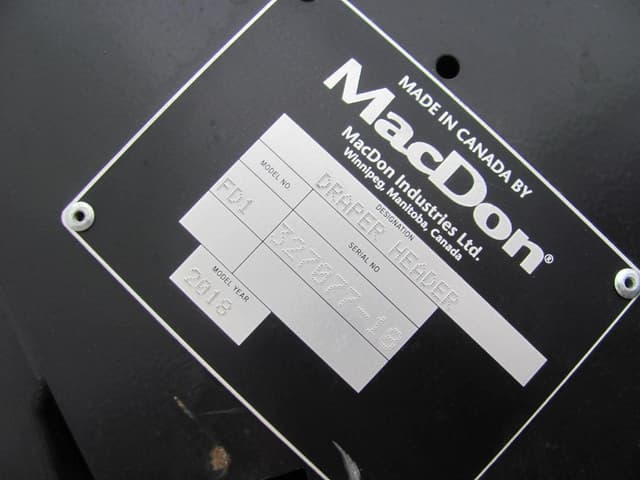 MADE IN CANADA BY
MacDon®
MacDon Industries Ltd.
Winnipeg, Manitoba, Canada
DESIGNATION
DRAPER HEADER
MODEL NO.
FD1
SERIAL NO
327077-18
MODEL YEAR
2018